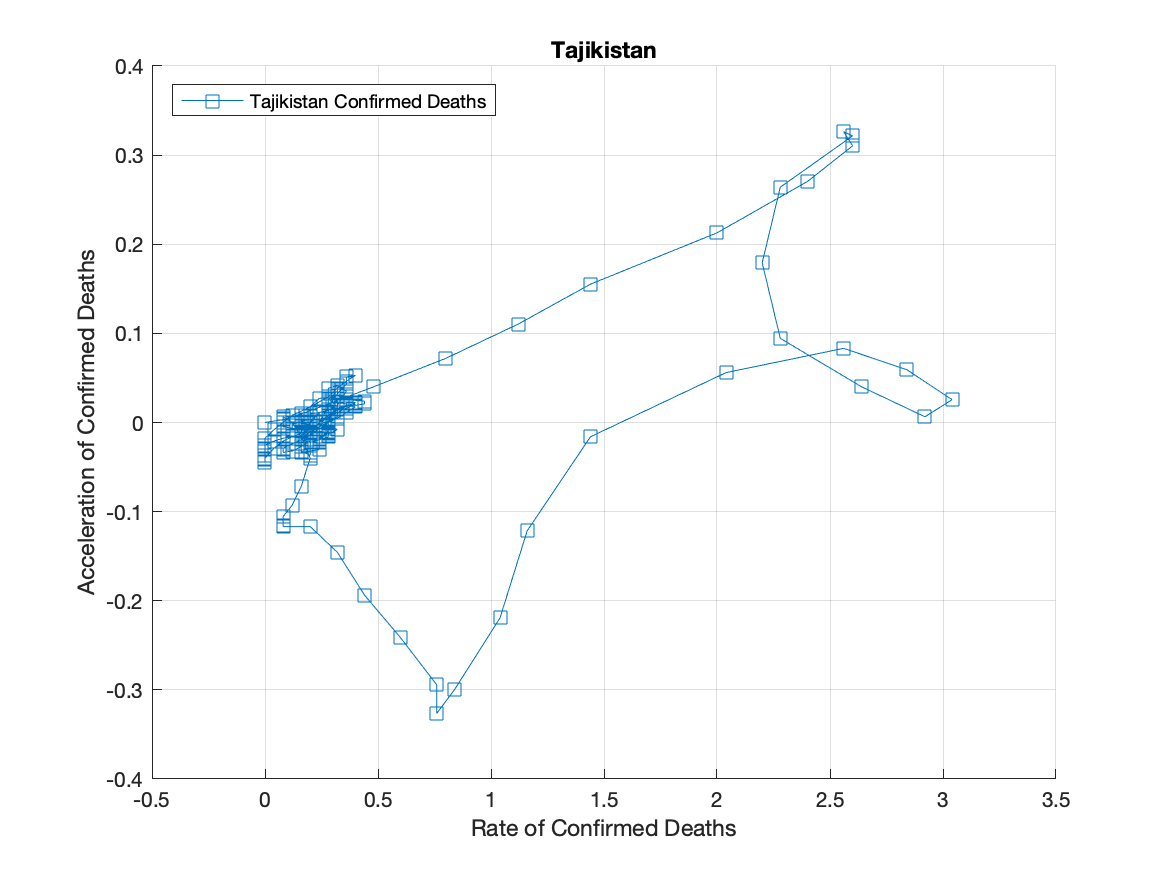 Tajikistan
Tajikistan Confirmed Deaths
Acceleration of Confirmed Deaths
0.4
0.3
0.2
0.1
0
-0.1
-0.2
-0.3
-0.4
-0.5 0 0.5 1 1.5 2 2.5 3 3.5
Rate of Confirmed Deaths